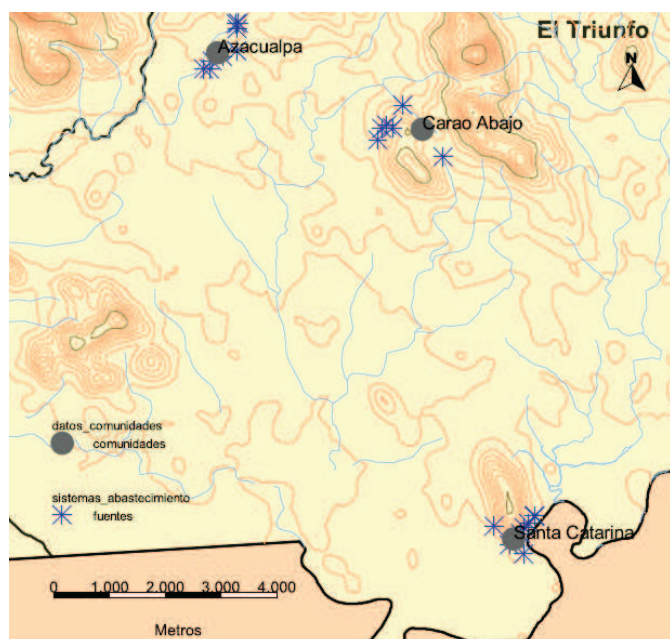 El Triunfo
Azacualpa
N
Carao Abajo
datos_comunidades
comunidades
sistemas_abastecimiento
fuentes
Santa Catarina
0 1.000 2.000 3.000 4.000
Metros